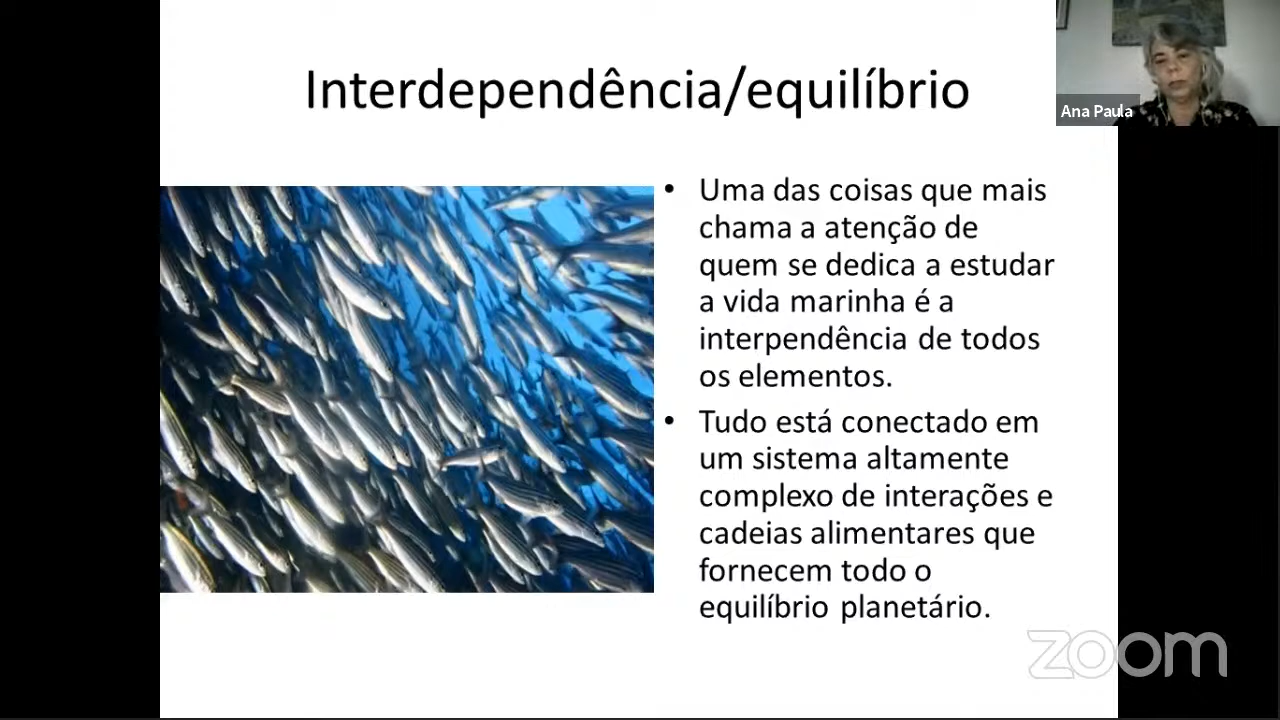 Interdependência/equilíbrio
Ana Paula
• Uma das coisas que mais
chama a atenção de
quem se dedica a estudar
a vida marinha é a
interpendência de todos
os elementos.
• Tudo está conectado em
um sistema altamente
complexo de interações e
cadeias alimentares que
fornecem todo o
equilíbrio planetário.
zoom